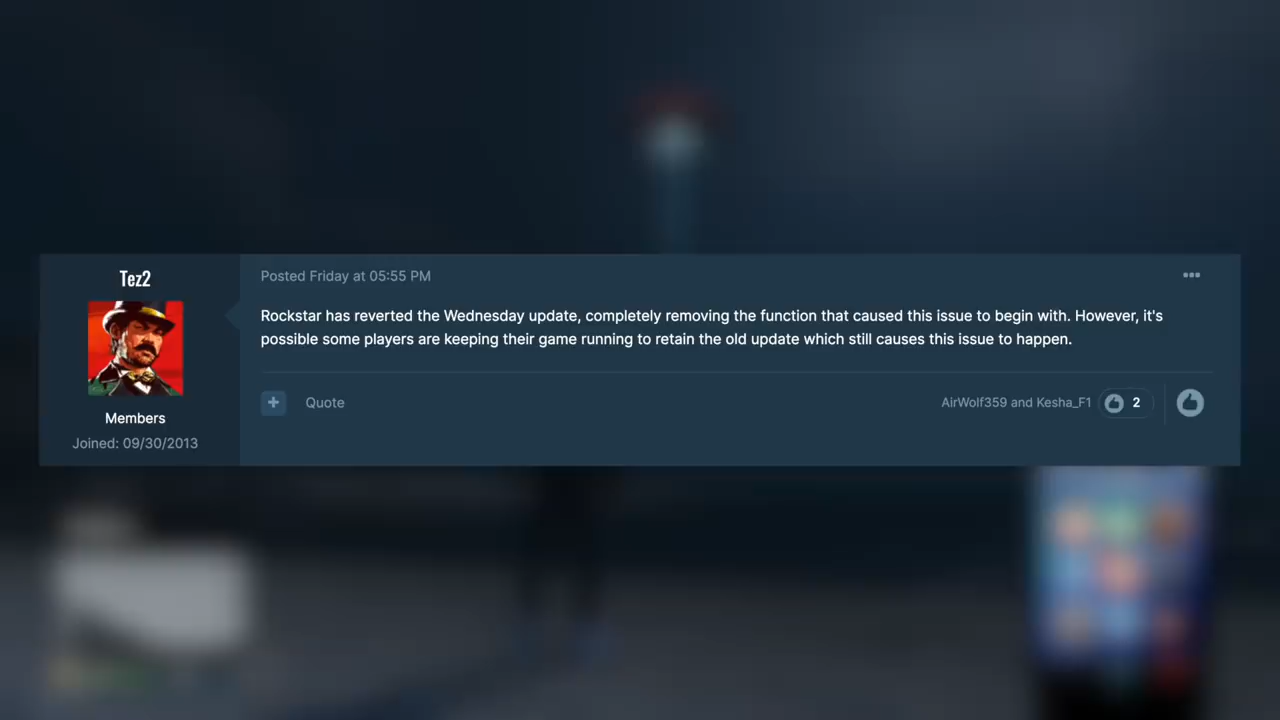 Tez2
Members
Joined: 09/30/2013
Posted Friday at 05:55 PM
Rockstar has reverted the Wednesday update, completely removing the function that caused this issue to begin with. However, it's
possible some players are keeping their game running to retain the old update which still causes this issue to happen.
Quote
AirWolf359 and Kesha_F1 2